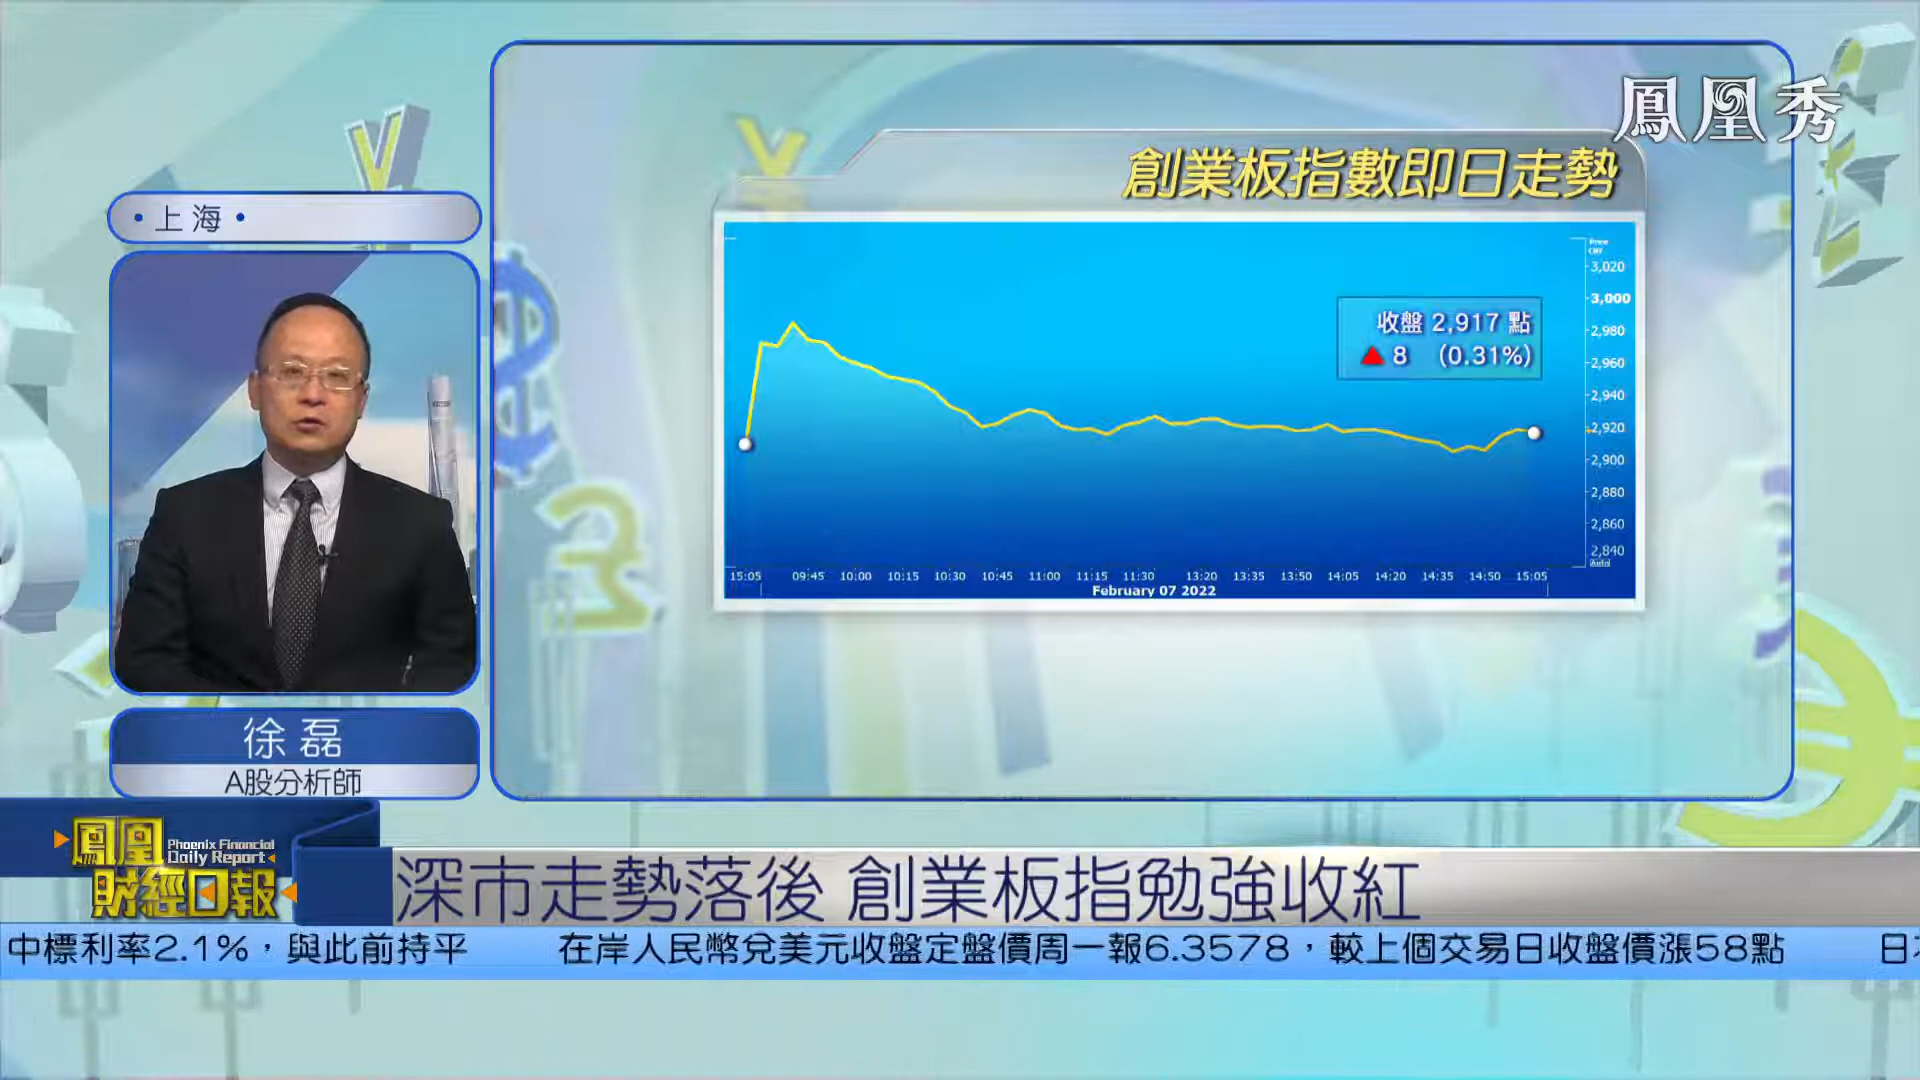 鳳凰秀
創業板指數即日走勢
• 上海 •
Price
CNY
3,020
3,000
2,980
2,960
2,940
2,920
2,900
2,880
2,860
2,840
Auto
收盤 2,917 點
▲ 8 (0.31%)
15:05 09:45 10:00 10:15 10:30 10:45 11:00 11:15 11:30 13:20 13:35 13:50 14:05 14:20 14:35 14:50 15:05
February 07 2022
徐磊
A股分析師
鳳凰 Phoenix Financial
Daily Report
財經日報
深市走勢落後 創業板指勉強收紅
中標利率2.1%，與此前持平 在岸人民幣兌美元收盤定盤價周一報6.3578，較上個交易日收盤價漲58點 日